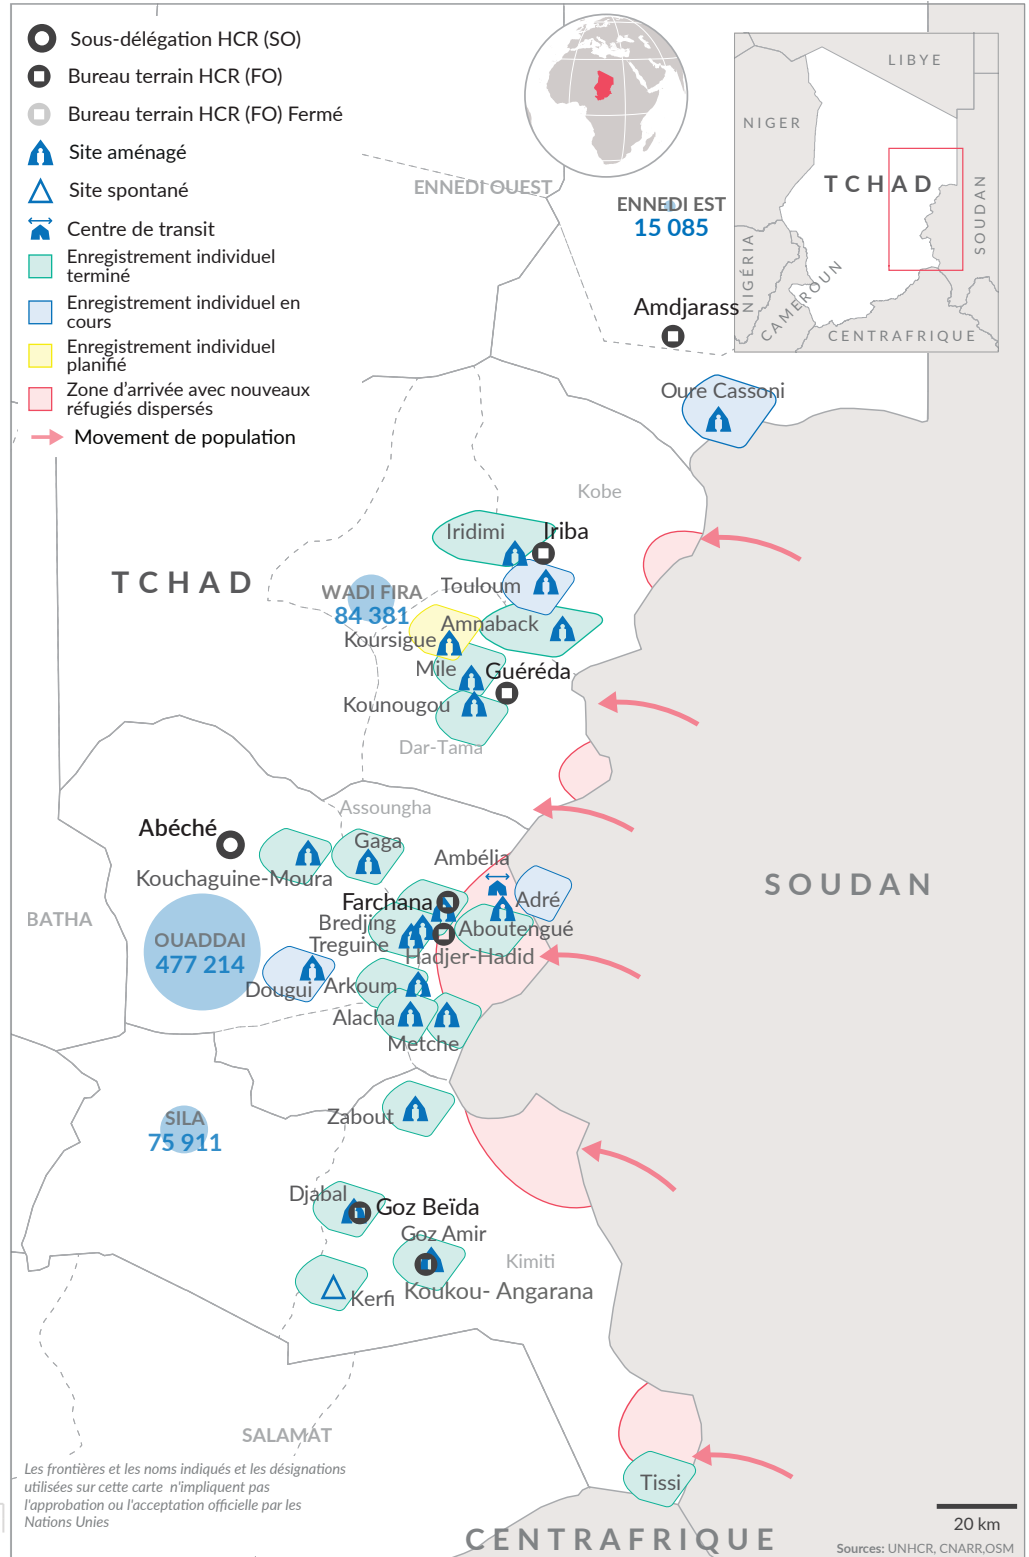 Sous-délégation HCR (SO)
Bureau terrain HCR (FO)
Bureau terrain HCR (FO) Fermé
Site aménagé
Site spontané
Centre de transit
Enregistrement individuel
terminé
Enregistrement individuel en
cours
Enregistrement individuel
planifié
Zone d'arrivée avec nouveaux
réfugiés dispersés
Movement de population
LIBYE
NIGER
TCHAD
SOUDAN
NIGÉRIA
CAMEROUN
CENTRAFRIQUE
ENNEDI OUEST
ENNEDI EST
15 085
Amdjarass
Oure Cassoni
Kobe
Iridimi
Iriba
TCHAD
Touloum
WADI FIRA
84 381
Amnaback
Koursigue
Mile
Guéréda
Kounougou
Dar-Tama
Assoungha
Abéché
Gaga
Ambélia
Kouchaguine-Moura
SOUDAN
Farchana
Adré
BATHA
Bredjing
Aboutengué
OUADDAI
477 214
Treguine
Hadjer-Hadid
Dougui
Arkoum
Alacha
Metche
SILA
75 911
Zabout
Djabal
Goz Beïda
Goz Amir
Kimiti
Koukou- Angarana
Kerfi
SALAMAT
Les frontières et les noms indiqués et les désignations
utilisées sur cette carte n'impliquent pas
l'approbation ou l'acceptation officielle par les
Nations Unies
Tissi
CENTRAFRIQUE
20 km
Sources: UNHCR, CNARR,OSM